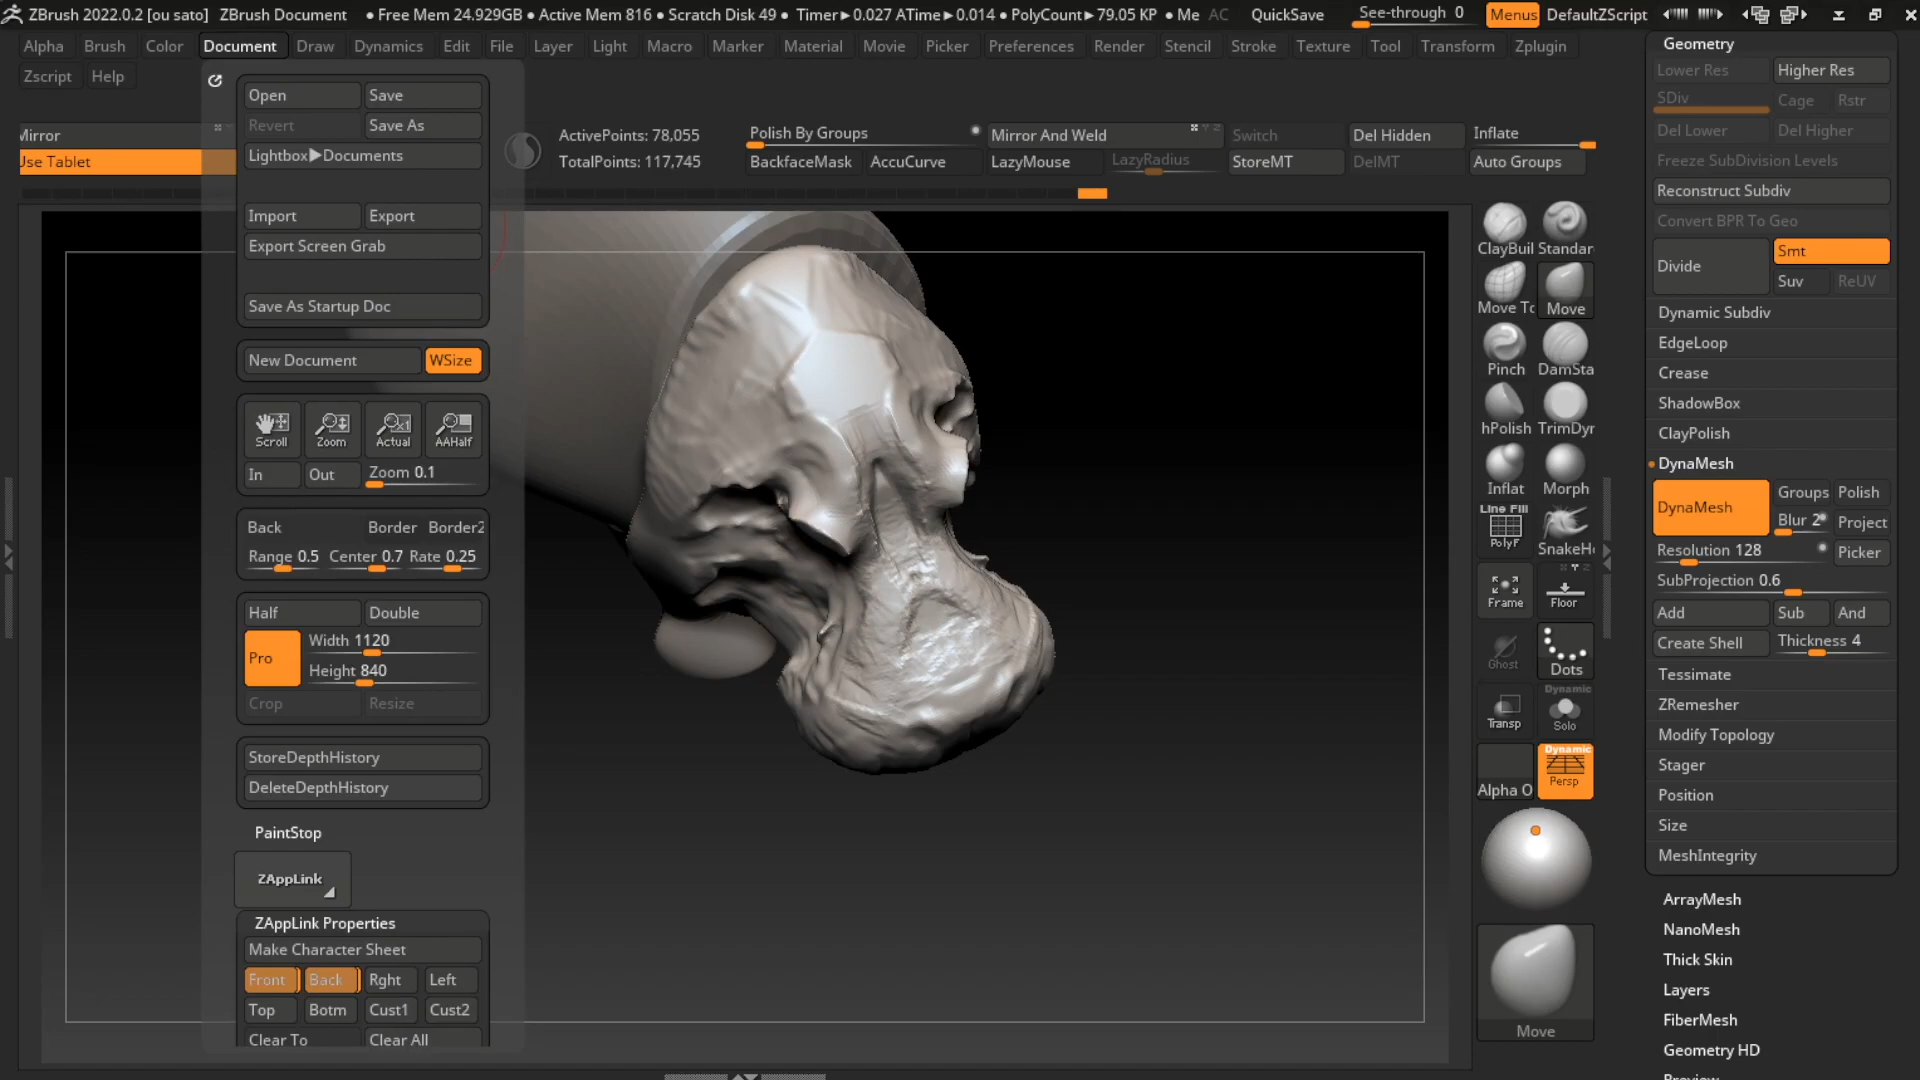 ZBrush 2022.0.2 [ou sato] ZBrush Document • Free Mem 24.929GB • Active Mem 816 • Scratch Disk 49 • Timer▶0.027 ATime▶0.014 • PolyCount▶79.05 KP • Me AC QuickSave See-through 0 Menus DefaultZScript
Alpha Brush Color Document Draw Dynamics Edit File Layer Light Macro Marker Material Movie Picker Preferences Render Stencil Stroke Texture Tool Transform Zplugin
Zscript Help
Mirror
Use Tablet
Open Save
Revert Save As
Lightbox▶Documents
Import Export
Export Screen Grab
Save As Startup Doc
New Document WSize
Scroll Zoom Actual AAHalf
In Out Zoom 0.1
Back Border Border2
Range 0.5 Center 0.7 Rate 0.25
Half Double
Pro Width 1120
Height 840
Crop Resize
StoreDepthHistory
DeleteDepthHistory
PaintStop
ZAppLink
ZAppLink Properties
Make Character Sheet
Front Back Rght Left
Top Botm Cust1 Cust2
Clear To Clear All
ActivePoints: 78,055
TotalPoints: 117,745
Polish By Groups Mirror And Weld Switch Del Hidden Inflate
BackfaceMask AccuCurve LazyMouse LazyRadius StoreMT DelMT Auto Groups
ClayBuil Standar
Move To Move
Pinch DamSta
hPolish TrimDyr
Inflat Morph
Line Fill
PolyF SnakeH
Frame Floor
Ghost Dots
Transp Dynamic
Solo
Alpha O Dynamic
Persp
Move
Geometry
Lower Res Higher Res
SDiv Cage Rstr
Del Lower Del Higher
Freeze SubDivision Levels
Reconstruct Subdiv
Convert BPR To Geo
Divide Smt
Suv ReUV
Dynamic Subdiv
EdgeLoop
Crease
ShadowBox
ClayPolish
DynaMesh
DynaMesh Groups Polish
Blur 2 Project
Resolution 128 Picker
SubProjection 0.6
Add Sub And
Create Shell Thickness 4
Tessimate
ZRemesher
Modify Topology
Stager
Position
Size
MeshIntegrity
ArrayMesh
NanoMesh
Thick Skin
Layers
FiberMesh
Geometry HD
Preview